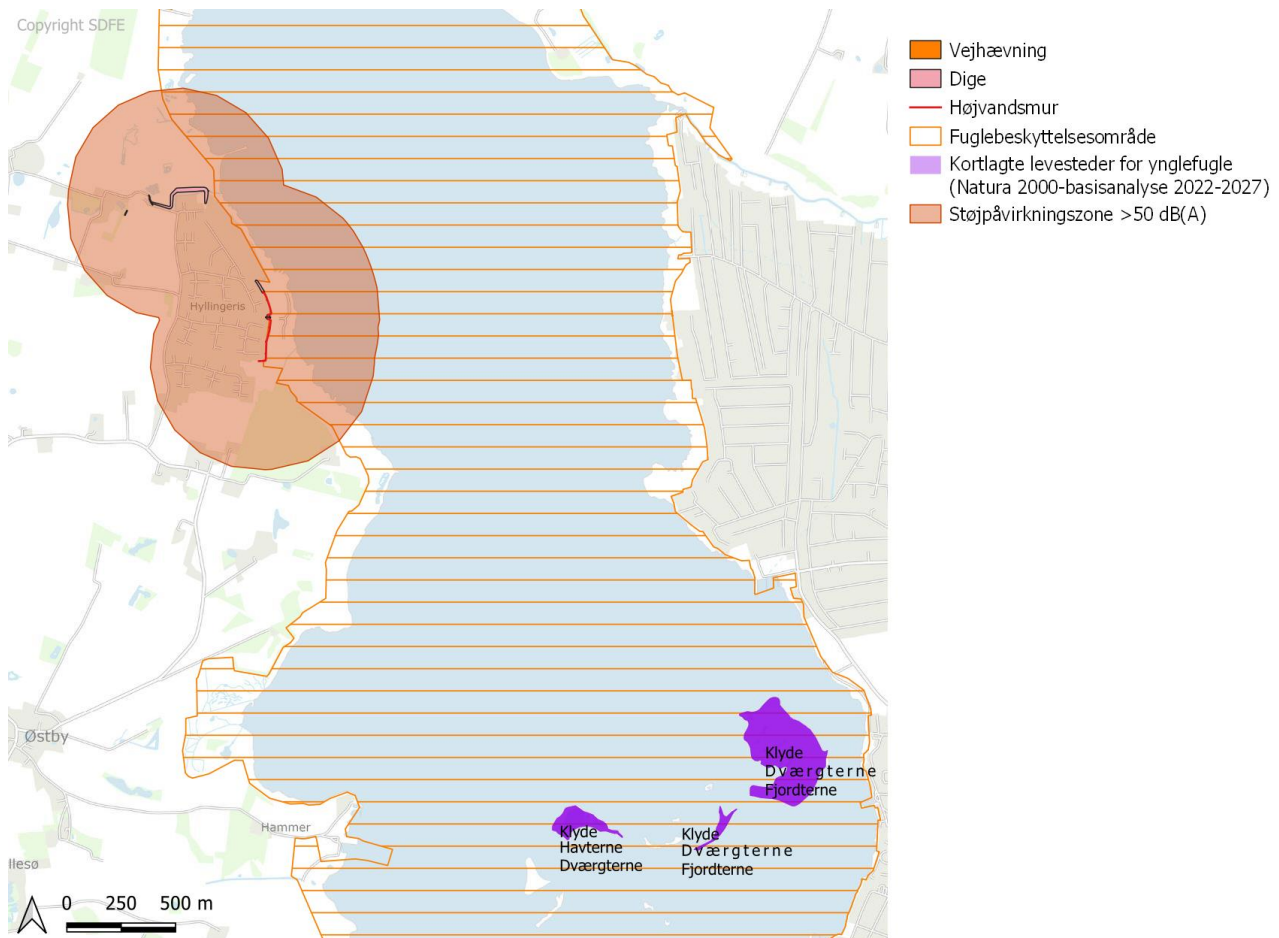 Copyright SDFE
Vejhævning
Dige
Højvandsmur
Fuglebeskyttelsesområde
Kortlagte levesteder for ynglefugle
(Natura 2000-basisanalyse 2022-2027)
Støjpåvirkningszone >50 dB(A)
Hyllingeris
Østby
Klyde
Dværgterne
Fjordterne
Hammer
Klyde
Havterne
Dværgterne
Klyde
Dværgterne
Fjordterne
llesø
0 250 500 m